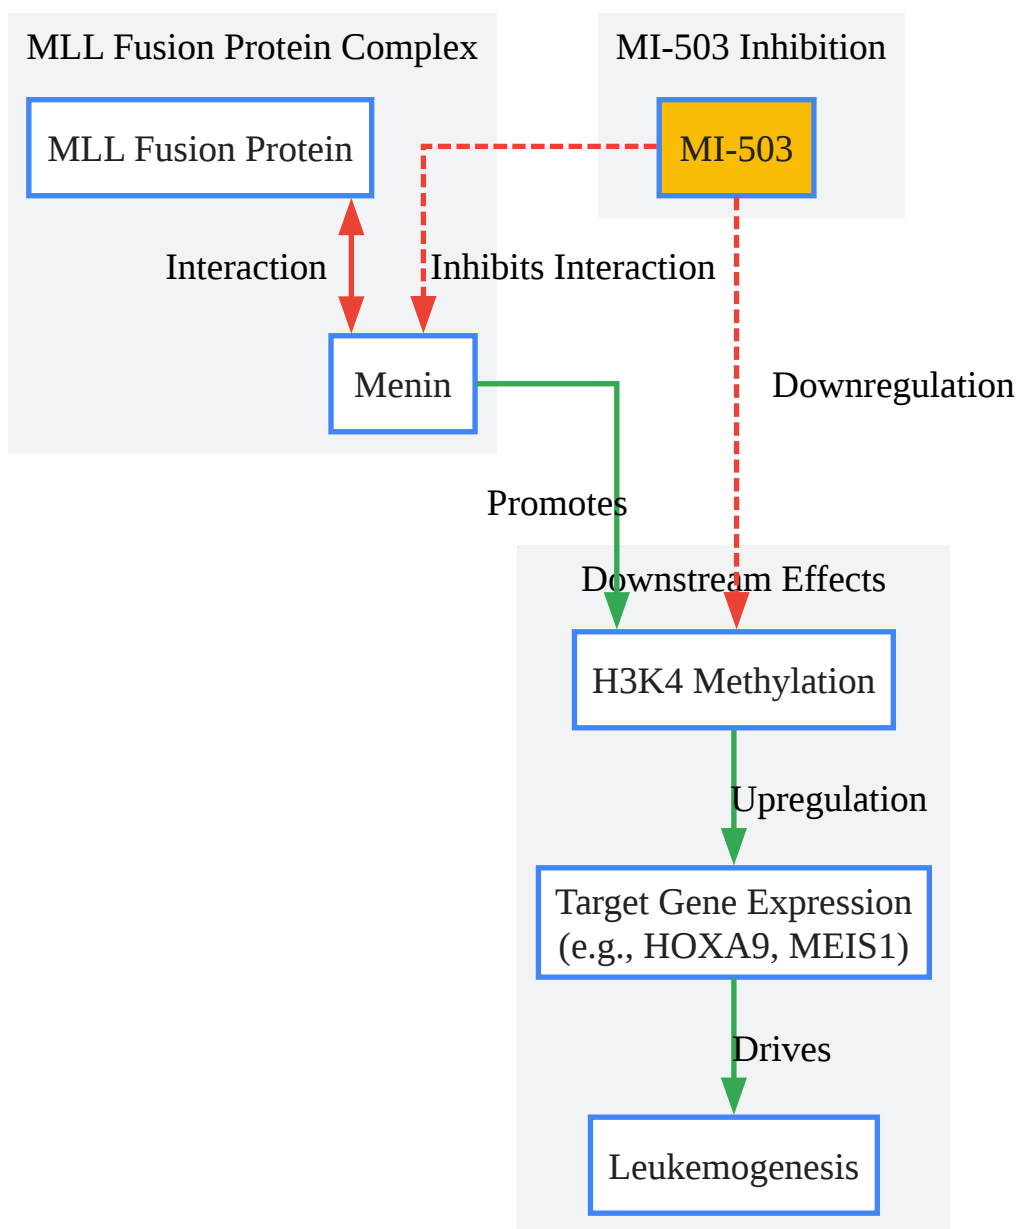 MLL Fusion Protein Complex
MI-503 Inhibition
MLL Fusion Protein
MI-503
Interaction
Inhibits Interaction
Menin
Downregulation
Promotes
Downstream Effects
H3K4 Methylation
Upregulation
Target Gene Expression
(e.g., HOXA9, MEIS1)
Drives
Leukemogenesis